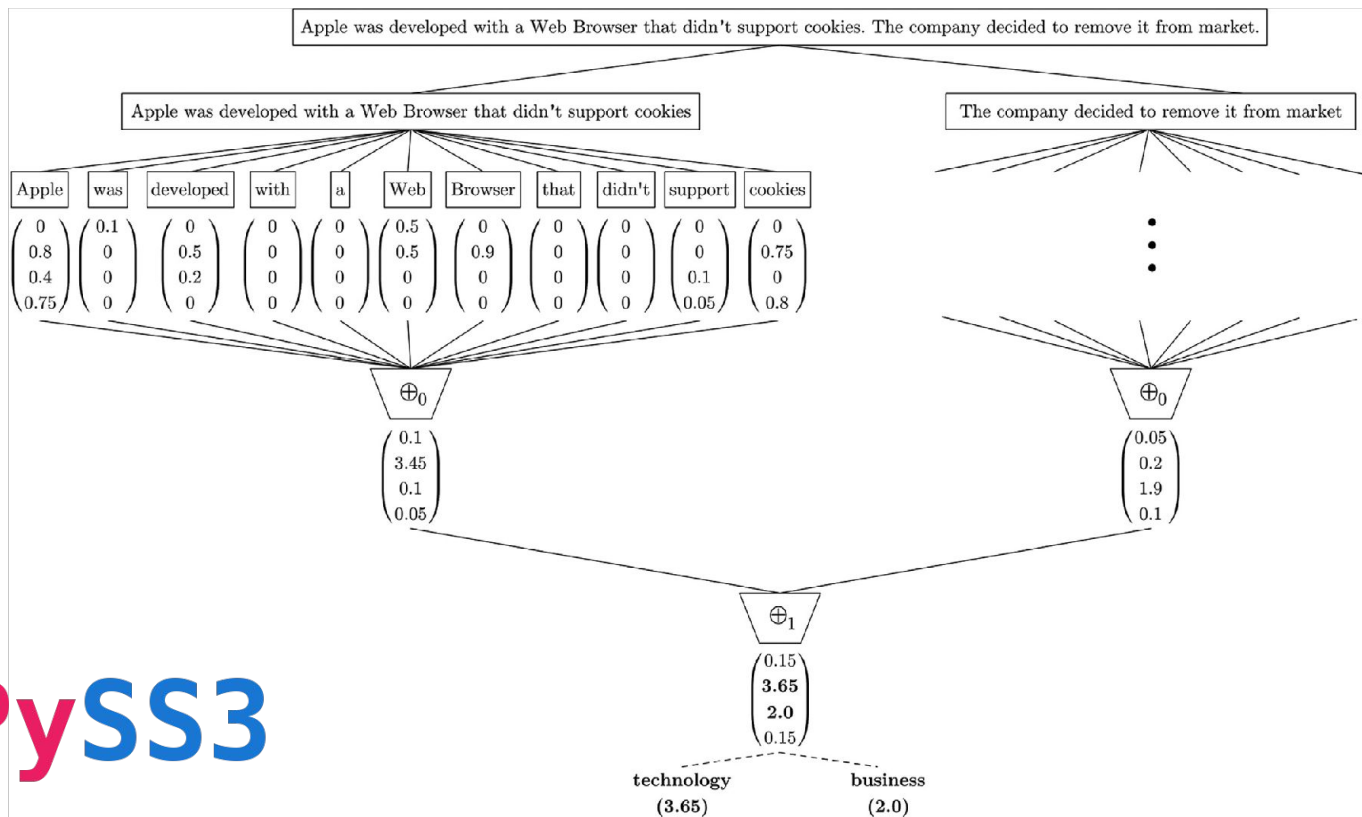 Apple was developed with a Web Browser that didn't support cookies. The company decided to remove it from market.
Apple was developed with a Web Browser that didn't support cookies
The company decided to remove it from market
Apple was developed with a Web Browser that didn't support cookies
0 0.1 0 0 0 0.5 0 0 0 0 0
0.8 0 0.5 0 0 0.5 0.9 0 0 0 0.75
0.4 0 0.2 0 0 0 0 0 0 0.1 0
0.75 0 0 0 0 0 0 0 0 0.05 0.8
⊕0
⊕0
0.1
3.45
0.1
0.05
0.05
0.2
1.9
0.1
⊕1
0.15
3.65
2.0
0.15
PySS3
technology
(3.65)
business
(2.0)